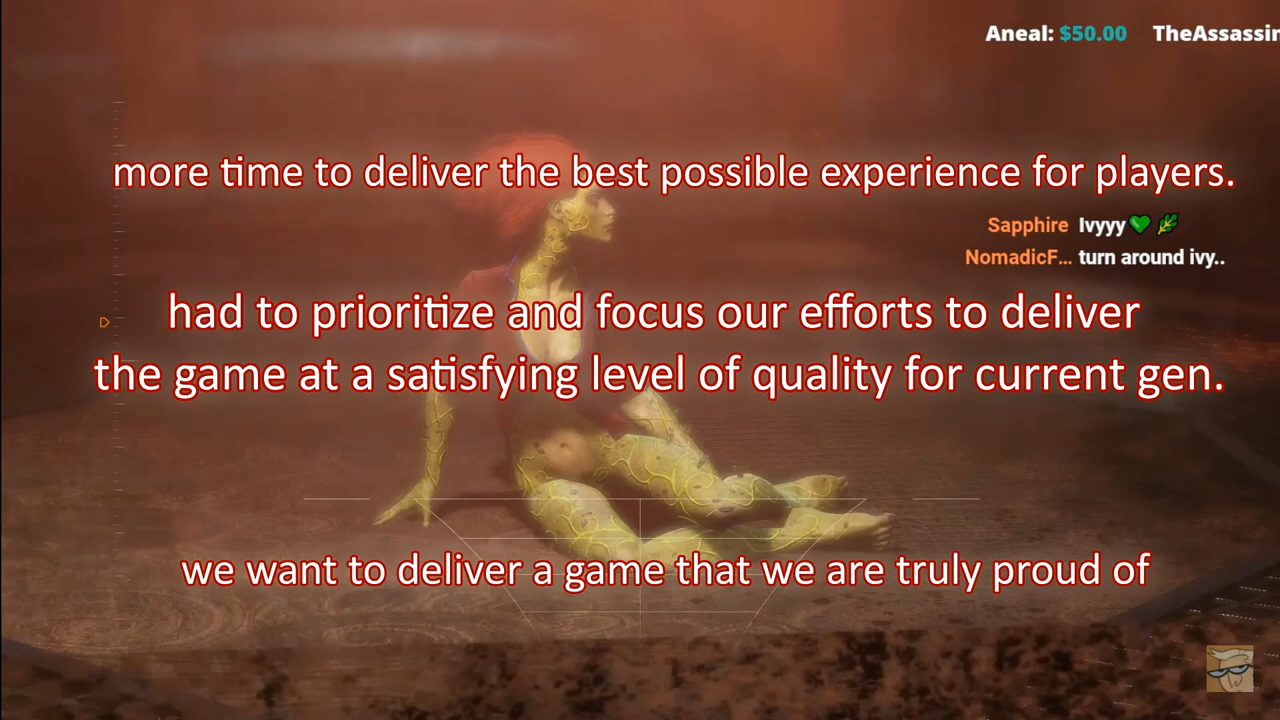 Aneal: $50.00 TheAssassin
more time to deliver the best possible experience for players.
Sapphire Ivyyy💚🌿
NomadicF... turn around ivy..
had to prioritize and focus our efforts to deliver
the game at a satisfying level of quality for current gen.
we want to deliver a game that we are truly proud of